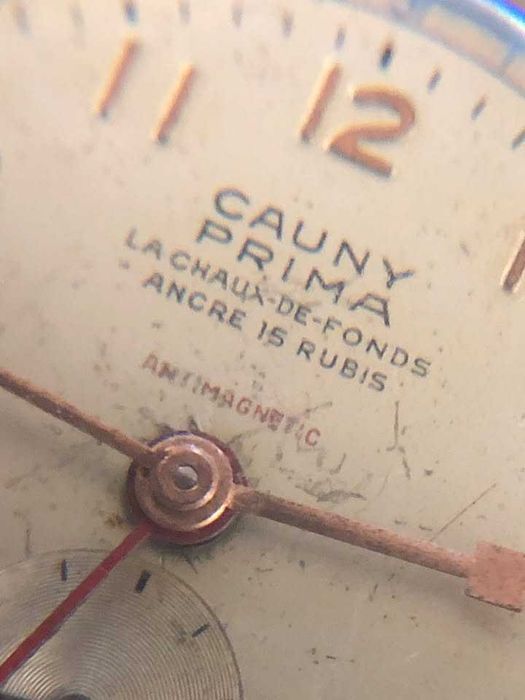 11 12
CAUNY
PRIMA
LA CHAUX-DE-FONDS
ANCRE 15 RUBIS
ANTIMAGNETIC